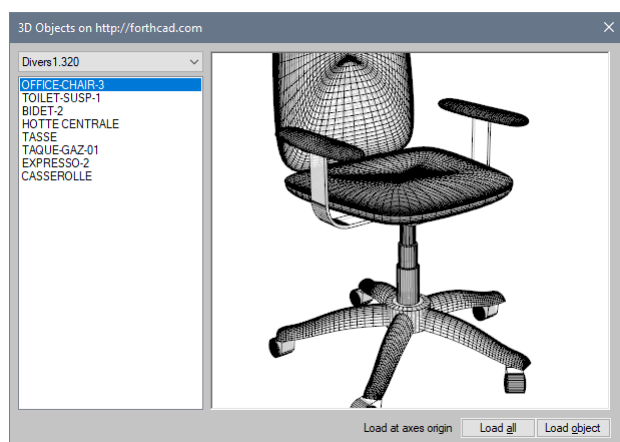 3D Objects on http://forthcad.com
Divers1.320
OFFICE-CHAIR-3
TOILET-SUSP-1
BIDET-2
HOTTE CENTRALE
TASSE
TAQUE-GAZ-01
EXPRESSO-2
CASSEROLLE
Load at axes origin Load all Load object